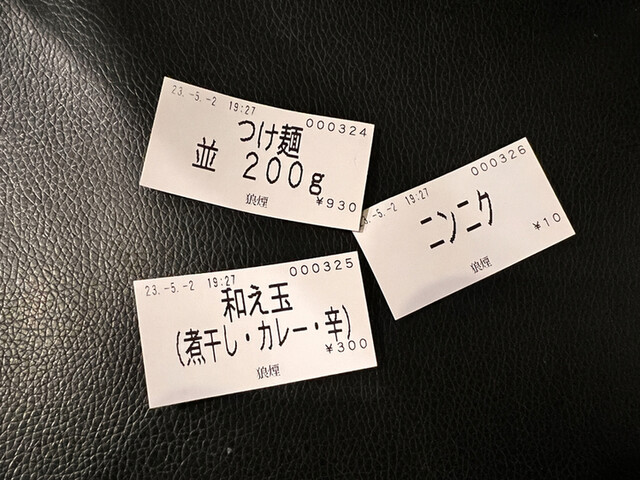 23.-5.-2 19:27 000324
つけ麺
並 200g
¥930
狼煙
-5.-2 19:27 000326
ニンニク
¥10
狼煙
23.-5.-2 19:27 000325
和え玉
(煮干し・カレー・辛)
¥300
狼煙